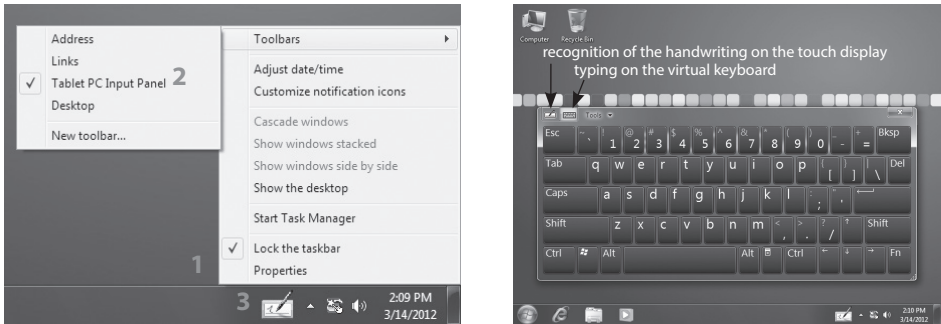 Address
Links
Tablet PC Input Panel 2
Desktop
New toolbar...
Toolbars
Adjust date/time
Customize notification icons
Cascade windows
Show windows stacked
Show windows side by side
Show the desktop
Start Task Manager
Lock the taskbar
Properties
1
3
2:09 PM
3/14/2012
Computer Recycle Bin
recognition of the handwriting on the touch display
typing on the virtual keyboard
Tools
Esc ~ ` ! 1 @ 2 # 3 $ 4 % 5 ^ 6 & 7 * 8 ( 9 ) 0 _ - + = Bksp
Tab q w e r t y u i o p { [ } ] | \ Del
Caps a s d f g h j k l : ; " '
Shift z x c v b n m < , > . ? / ↑ Shift
Ctrl Alt Alt Ctrl ← ↓ → Fn
2:10 PM
3/14/2012